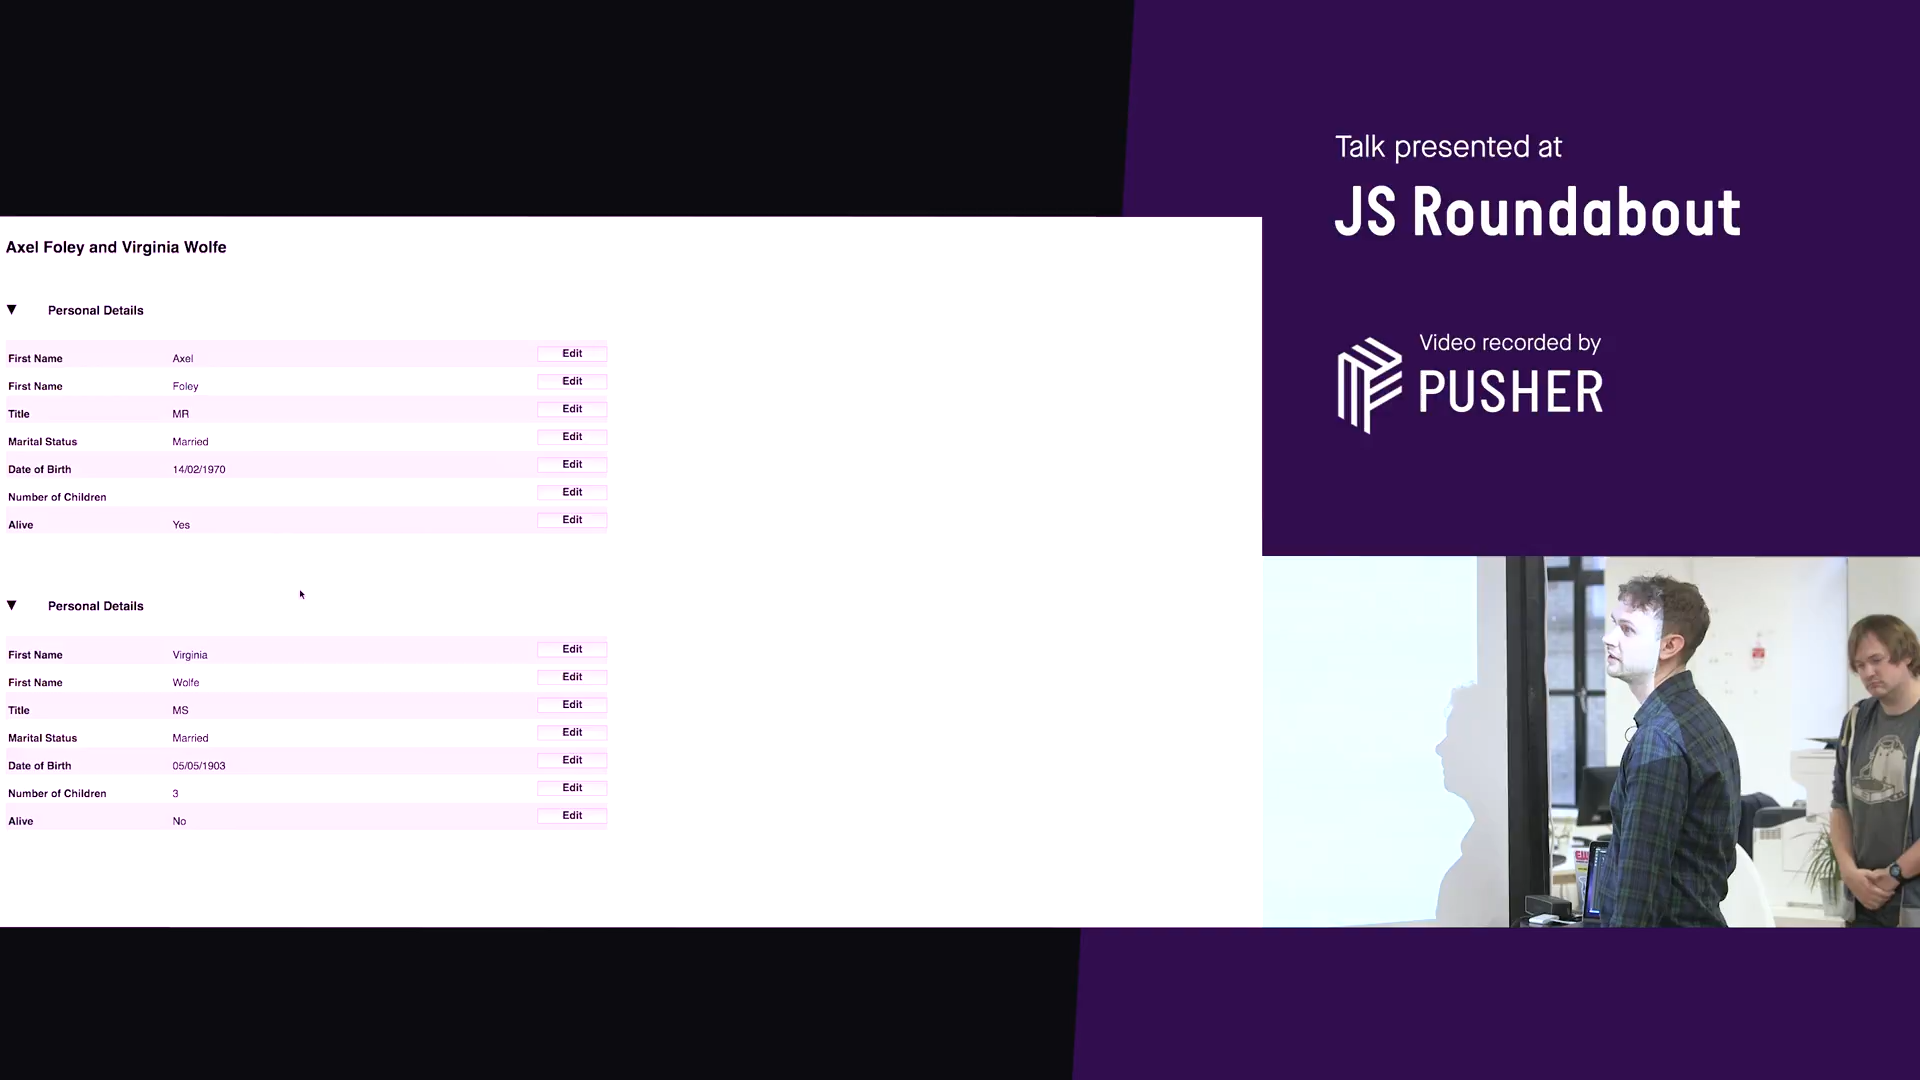 Talk presented at
JS Roundabout
Video recorded by
PUSHER
Axel Foley and Virginia Wolfe
▼ Personal Details
First Name Axel Edit
First Name Foley Edit
Title MR Edit
Marital Status Married Edit
Date of Birth 14/02/1970 Edit
Number of Children Edit
Alive Yes Edit
▼ Personal Details
First Name Virginia Edit
First Name Wolfe Edit
Title MS Edit
Marital Status Married Edit
Date of Birth 05/05/1903 Edit
Number of Children 3 Edit
Alive No Edit